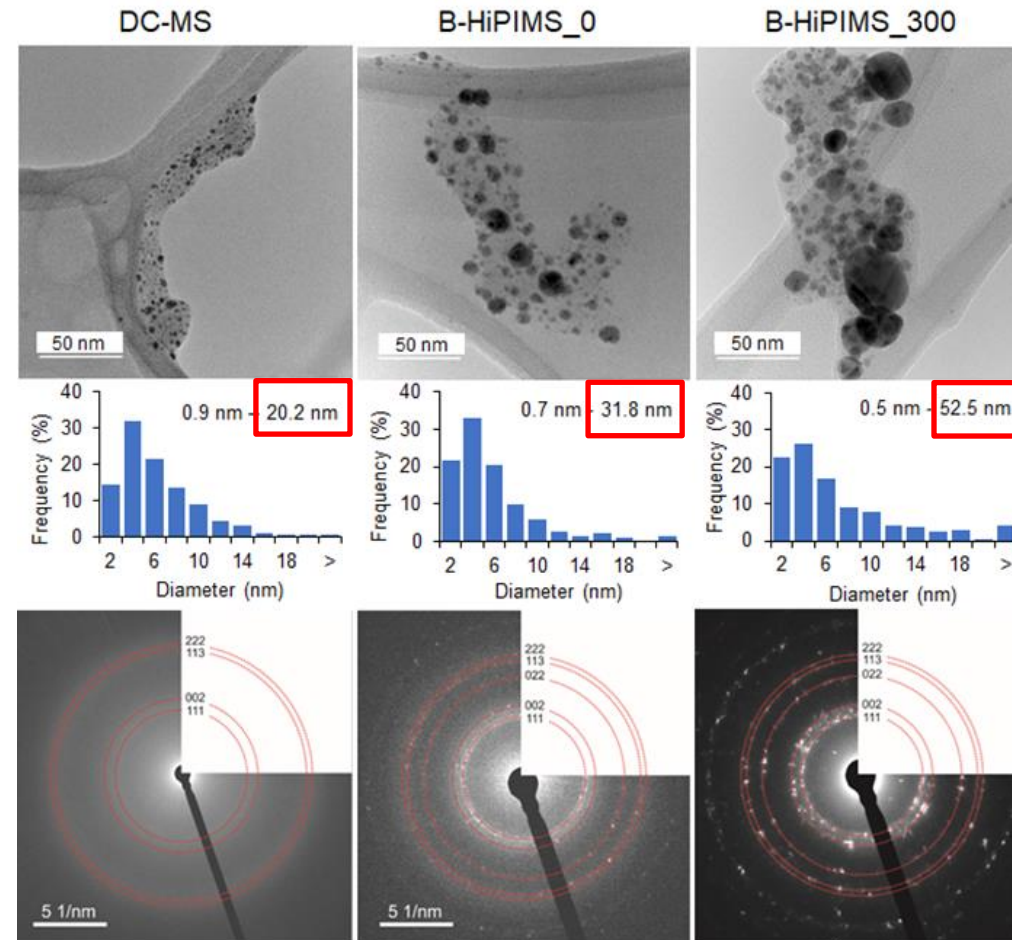 DC-MS
B-HiPIMS_0
B-HiPIMS_300
50 nm
50 nm
50 nm
0.9 nm - 20.2 nm
40
30
20
10
0
Frequency (%)
2 6 10 14 18 >
Diameter (nm)
0.7 nm - 31.8 nm
40
30
20
10
0
Frequency (%)
2 6 10 14 18 >
Diameter (nm)
0.5 nm - 52.5 nm
40
30
20
10
0
Frequency (%)
2 6 10 14 18 >
Diameter (nm)
222
113
002
111
5 1/nm
222
113
022
002
111
5 1/nm
222
113
022
002
111